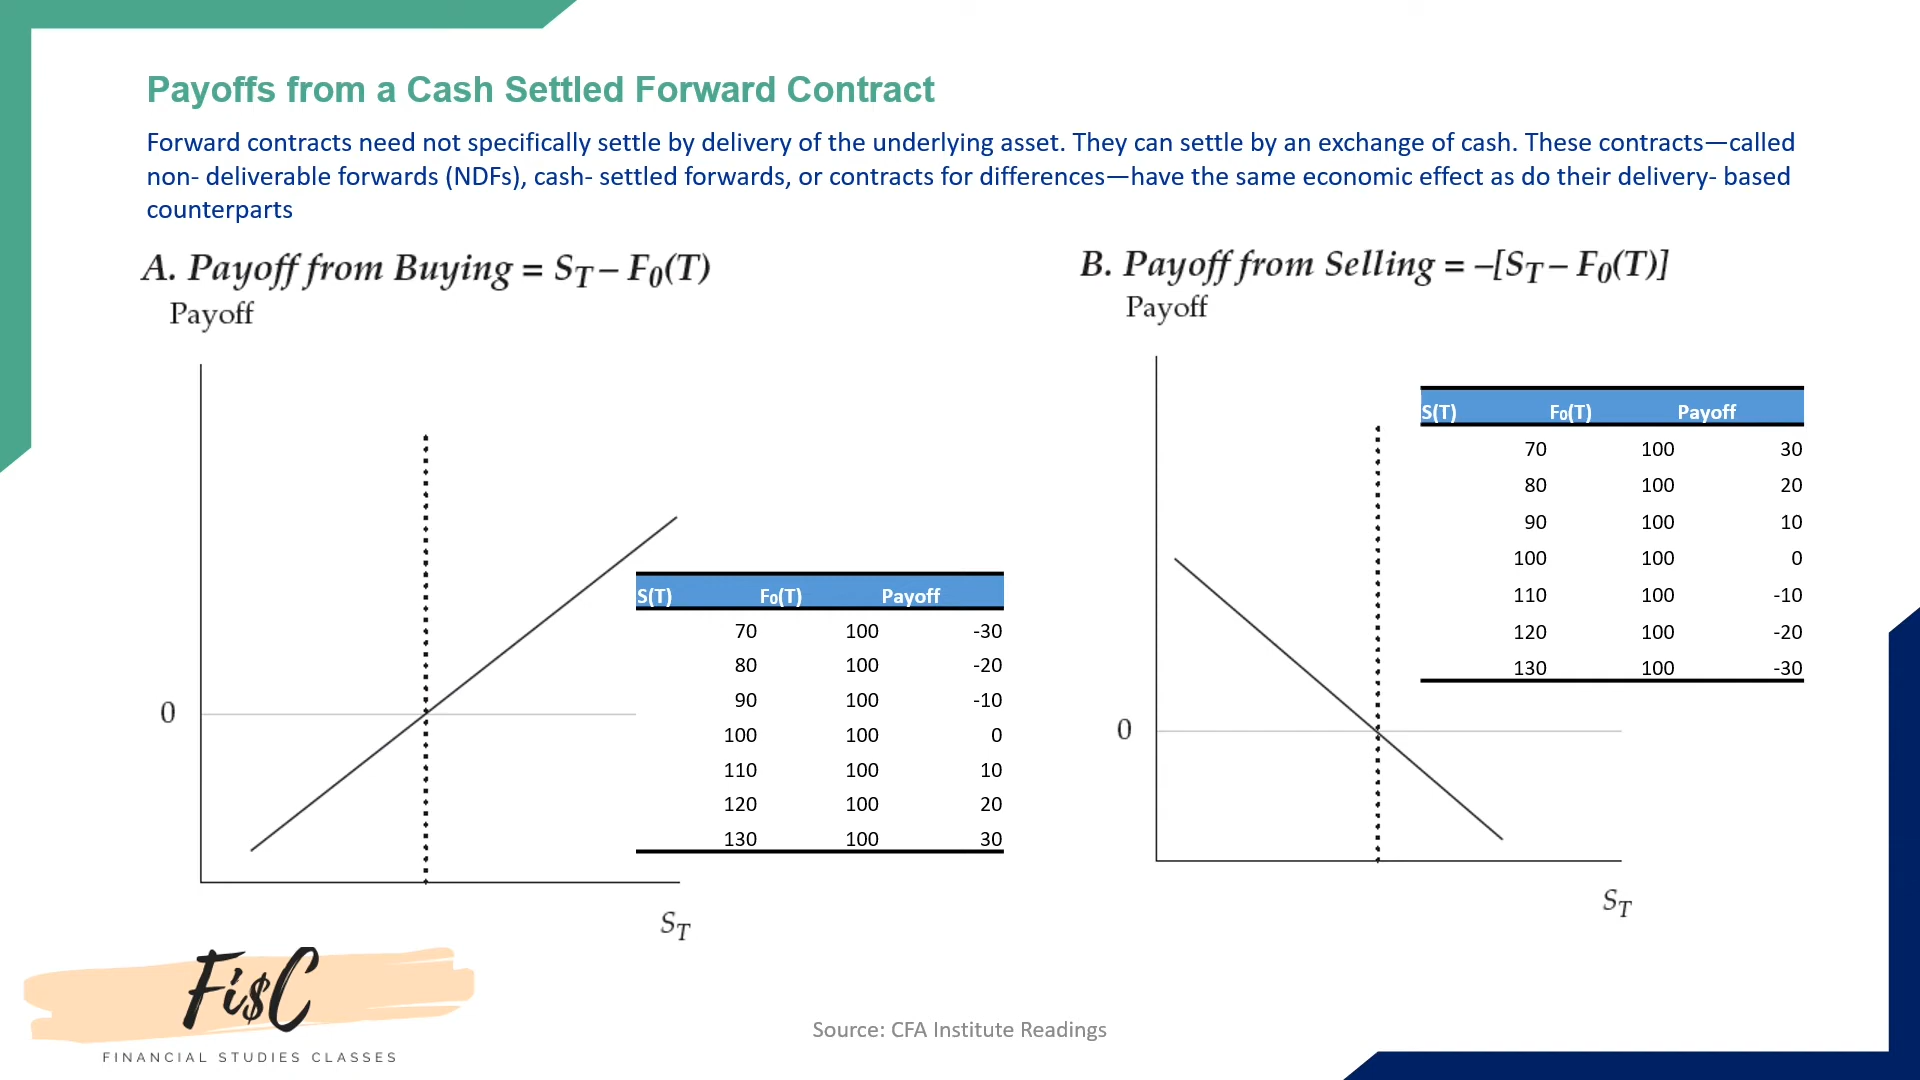 Payoffs from a Cash Settled Forward Contract
Forward contracts need not specifically settle by delivery of the underlying asset. They can settle by an exchange of cash. These contracts—called
non- deliverable forwards (NDFs), cash- settled forwards, or contracts for differences—have the same economic effect as do their delivery- based
counterparts
A. Payoff from Buying = S_T – F₀(T)
Payoff
0
S(T) F₀(T) Payoff
70 100 -30
80 100 -20
90 100 -10
100 100 0
110 100 10
120 100 20
130 100 30
S_T
B. Payoff from Selling = –[S_T – F₀(T)]
Payoff
0
S(T) F₀(T) Payoff
70 100 30
80 100 20
90 100 10
100 100 0
110 100 -10
120 100 -20
130 100 -30
S_T
Fi$C
FINANCIAL STUDIES CLASSES
Source: CFA Institute Readings